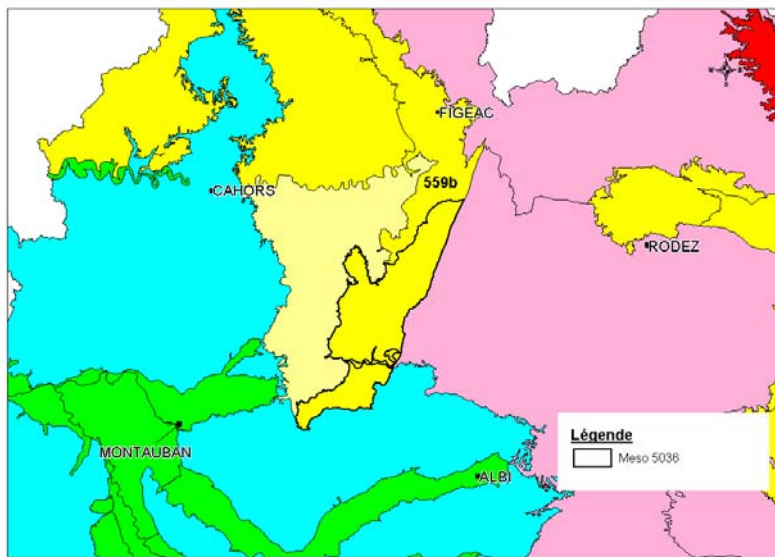 FIGEAC
559b
CAHORS
RODEZ
Légende
Meso 5036
MONTAUBAN
ALBI